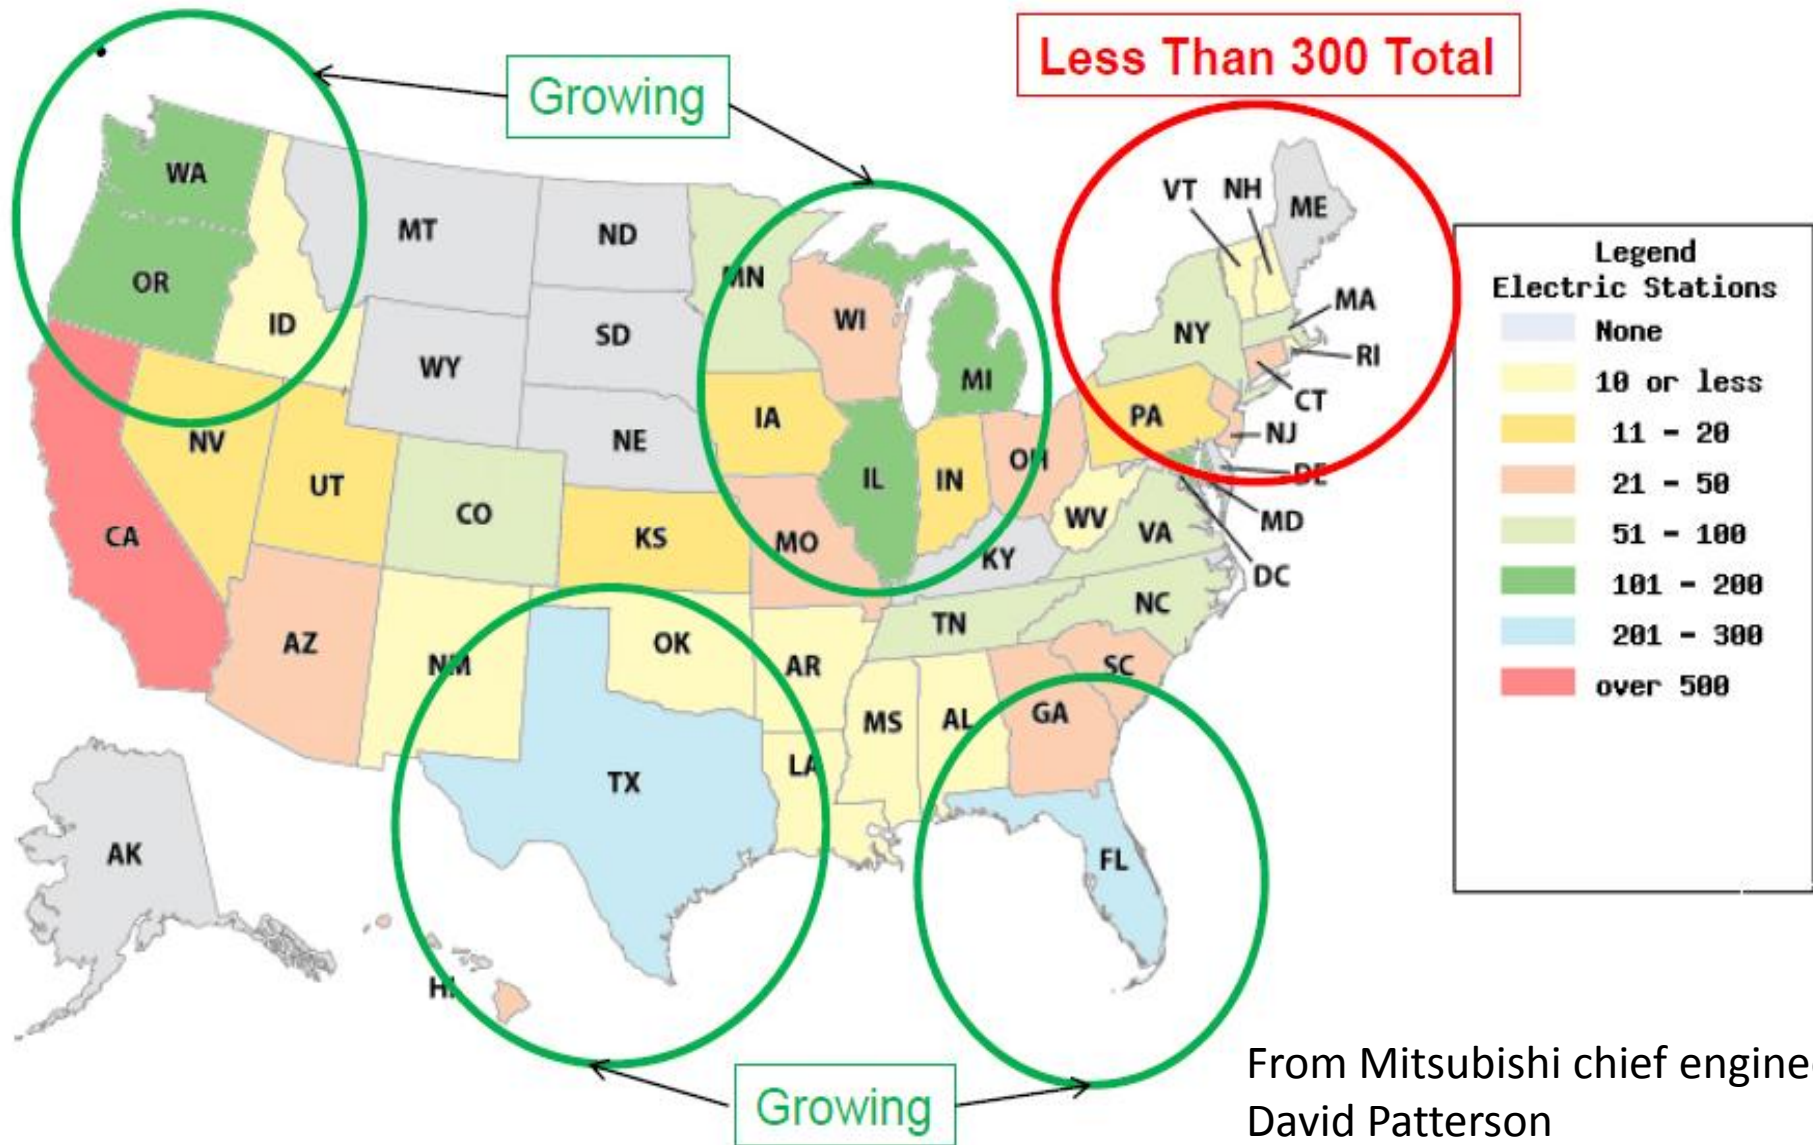 Growing
Less Than 300 Total
WA
OR
ID
MT
ND
MN
SD
WY
NE
WI
MI
IA
IL
IN
OH
VT
NH
ME
MA
NY
RI
CT
PA
NJ
DE
MD
DC
WV
VA
KY
NV
UT
CO
KS
MO
CA
AZ
NM
OK
AR
TN
NC
SC
MS
AL
GA
LA
TX
FL
AK
HI
Legend
Electric Stations
None
10 or less
11 - 20
21 - 50
51 - 100
101 - 200
201 - 300
over 500
Growing
From Mitsubishi chief engine
David Patterson